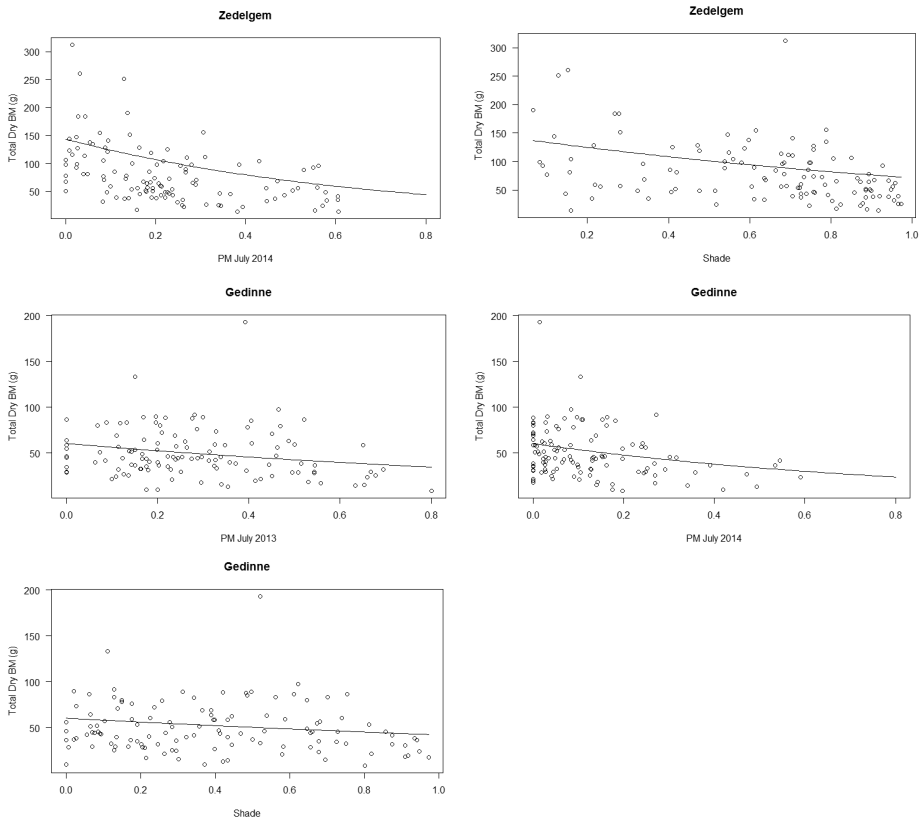 Zedelgem
300
250
200
150
100
50
Total Dry BM (g)
0.0 0.2 0.4 0.6 0.8
PM July 2014
Zedelgem
300
250
200
150
100
50
Total Dry BM (g)
0.2 0.4 0.6 0.8 1.0
Shade
Gedinne
200
150
100
50
Total Dry BM (g)
0.0 0.2 0.4 0.6 0.8
PM July 2013
Gedinne
200
150
100
50
Total Dry BM (g)
0.0 0.2 0.4 0.6 0.8
PM July 2014
Gedinne
200
150
100
50
Total Dry BM (g)
0.0 0.2 0.4 0.6 0.8 1.0
Shade